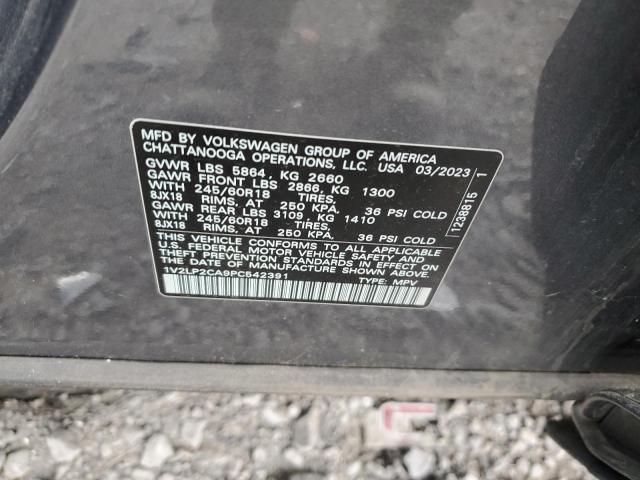 MFD BY VOLKSWAGEN GROUP OF AMERICA
CHATTANOOGA OPERATIONS, LLC. USA 03/2023
GVWR LBS 5864, KG 2660
GAWR FRONT LBS 2866, KG 1300
WITH 245/60R18 TIRES,
8JX18 RIMS, AT 250 KPA, 36 PSI COLD
GAWR REAR LBS 3109, KG 1410
WITH 245/60R18 TIRES,
8JX18 RIMS, AT 250 KPA, 36 PSI COLD
THIS VEHICLE CONFORMS TO ALL APPLICABLE
U.S. FEDERAL MOTOR VEHICLE SAFETY AND
THEFT PREVENTION STANDARDS IN EFFECT ON
THE DATE OF MANUFACTURE SHOWN ABOVE.
1V2LP2CA9PC542391 TYPE: MPV
1238815 1